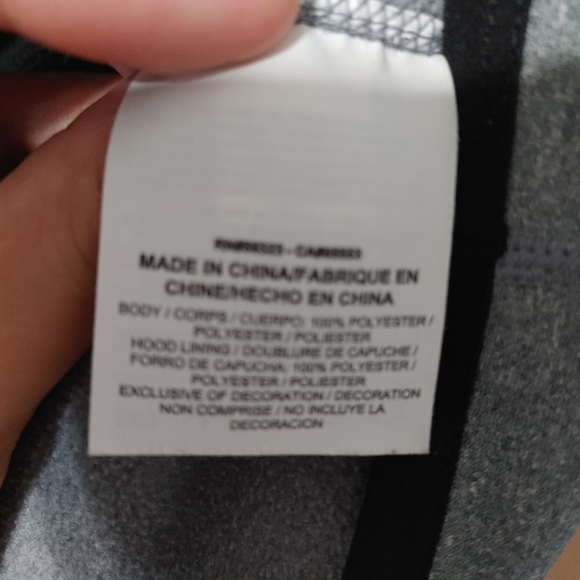 MADE IN CHINA/FABRIQUE EN
CHINE/HECHO EN CHINA
BODY / CORPS / CUERPO: 100% POLYESTER /
POLYESTER / POLIESTER
HOOD LINING / DOUBLURE DE CAPUCHE /
FORRO DE CAPUCHA: 100% POLYESTER /
POLYESTER / POLIESTER
EXCLUSIVE OF DECORATION / DECORATION
NON COMPRISE / NO INCLUYE LA
DECORACION